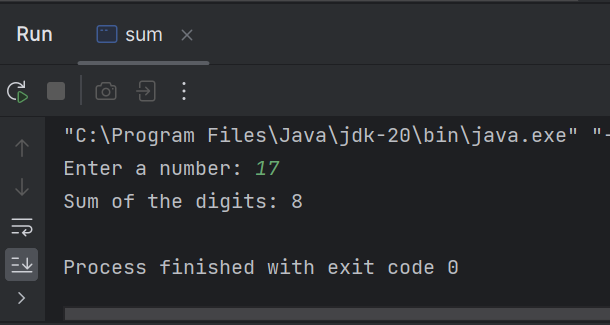 Run sum
"C:\Program Files\Java\jdk-20\bin\java.exe" "-
Enter a number: 17
Sum of the digits: 8
Process finished with exit code 0